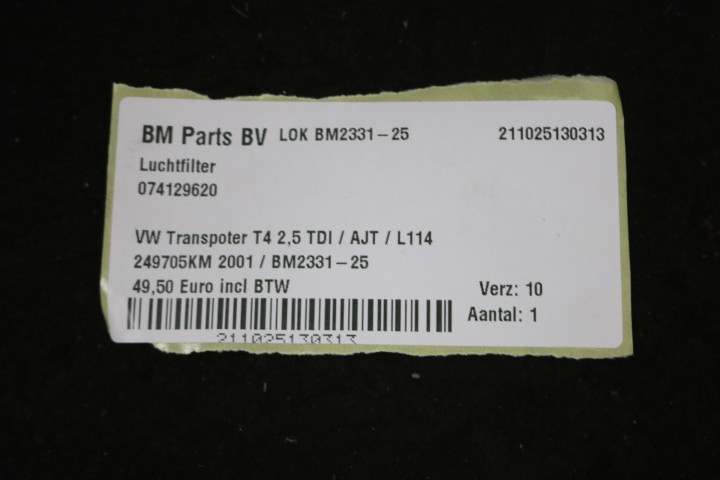 BM Parts BV LOK BM2331-25 211025130313
Luchtfilter
074129620
VW Transpoter T4 2,5 TDI / AJT / L114
249705KM 2001 / BM2331-25
49,50 Euro incl BTW Verz: 10
Aantal: 1
211025130313